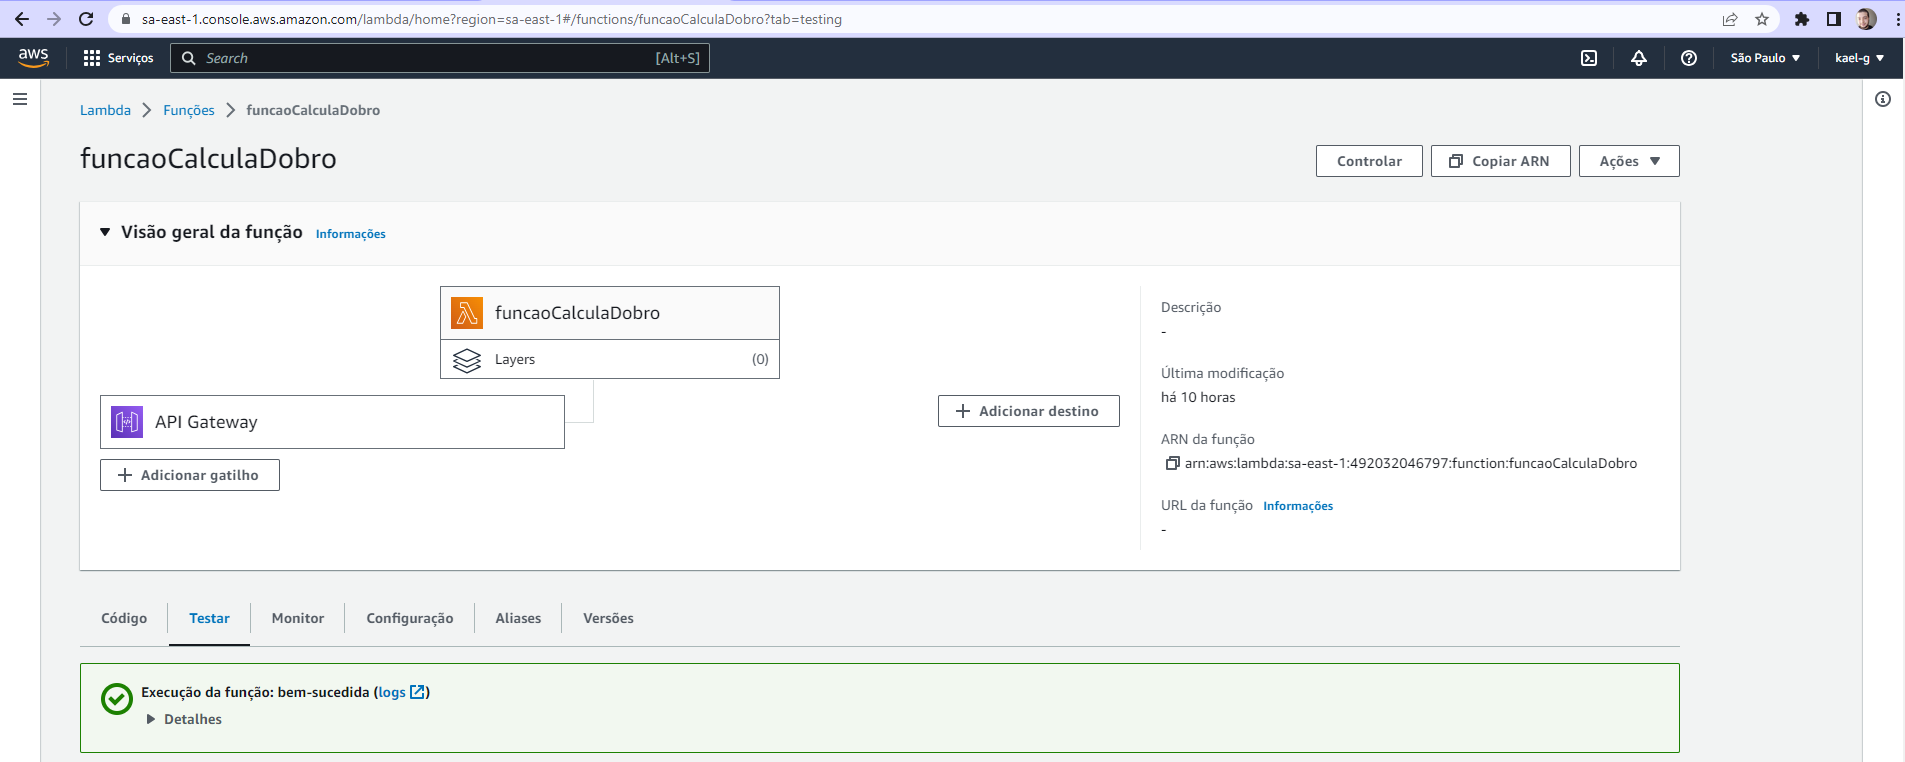 sa-east-1.console.aws.amazon.com/lambda/home?region=sa-east-1#/functions/funcaoCalculaDobro?tab=testing
aws Serviços Search [Alt+S] São Paulo kael-g
Lambda Funções funcaoCalculaDobro
funcaoCalculaDobro
Controlar Copiar ARN Ações
Visão geral da função Informações
funcaoCalculaDobro
Layers (0)
API Gateway
Adicionar gatilho
Adicionar destino
Descrição
-
Última modificação
há 10 horas
ARN da função
arn:aws:lambda:sa-east-1:492032046797:function:funcaoCalculaDobro
URL da função Informações
-
Código Testar Monitor Configuração Aliases Versões
Execução da função: bem-sucedida (logs)
Detalhes